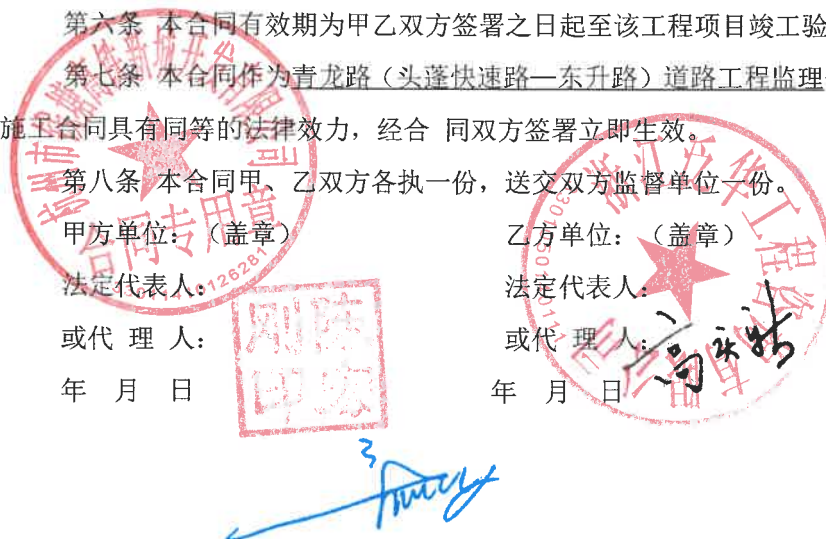 第六条 本合同有效期为甲乙双方签署之日起至该工程项目竣工验
第七条 本合同作为青龙路（头蓬快速路—东升路）道路工程监理
施工合同具有同等的法律效力，经合 同双方签署立即生效。
第八条 本合同甲、乙双方各执一份，送交双方监督单位一份。
甲方单位：（盖章）
乙方单位：（盖章）
法定代表人：
法定代表人：
或代 理 人：
或代 理 人：
年 月 日
年 月 日
合同专用章